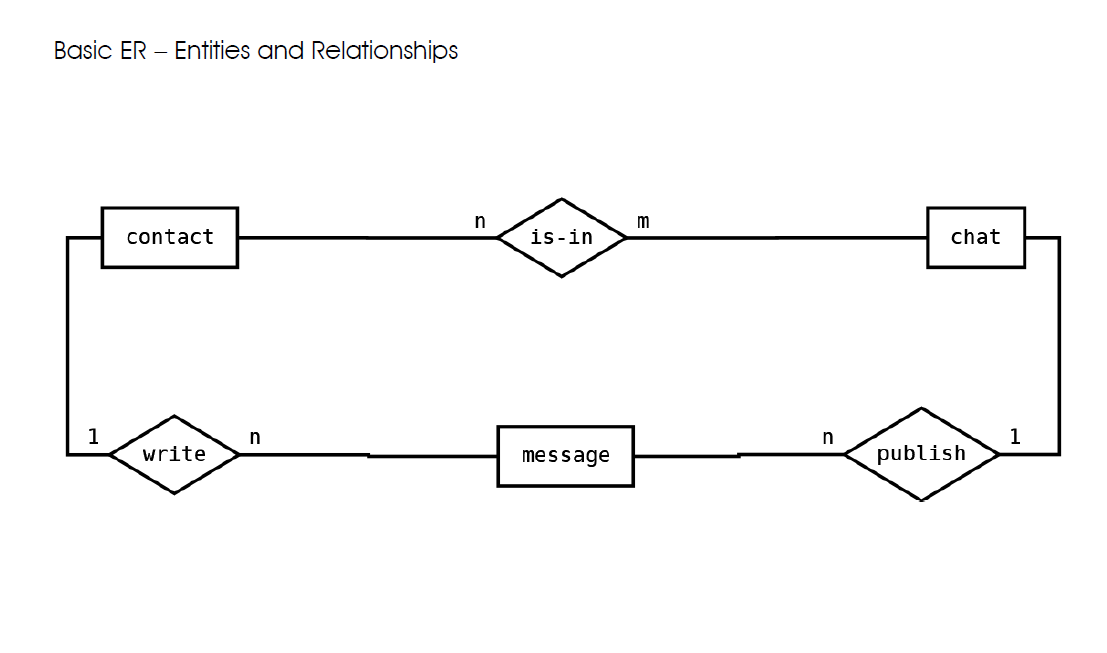 Basic ER – Entities and Relationships
n m
contact is-in chat
1 n n 1
write message publish